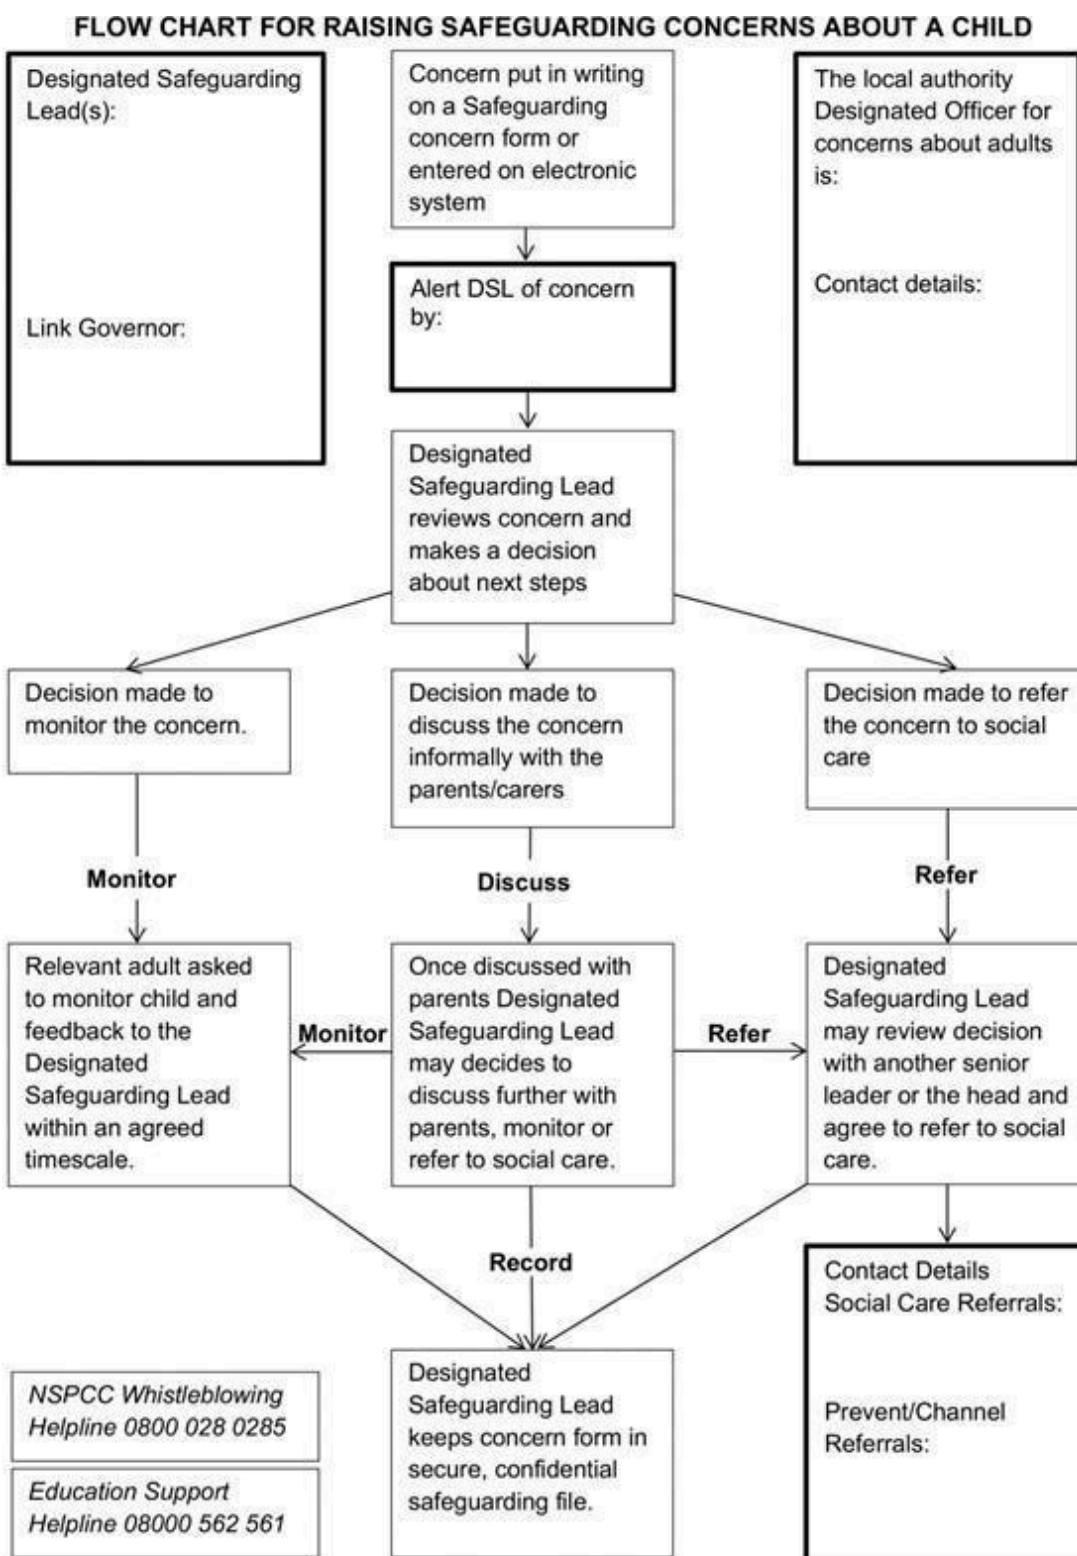 FLOW CHART FOR RAISING SAFEGUARDING CONCERNS ABOUT A CHILD
Designated Safeguarding
Lead(s):
Link Governor:
Concern put in writing
on a Safeguarding
concern form or
entered on electronic
system
The local authority
Designated Officer for
concerns about adults
is:
Contact details:
Alert DSL of concern
by:
Designated
Safeguarding Lead
reviews concern and
makes a decision
about next steps
Decision made to
monitor the concern.
Decision made to
discuss the concern
informally with the
parents/carers
Decision made to refer
the concern to social
care
Monitor
Discuss
Refer
Relevant adult asked
to monitor child and
feedback to the
Designated
Safeguarding Lead
within an agreed
timescale.
Monitor
Once discussed with
parents Designated
Safeguarding Lead
may decides to
discuss further with
parents, monitor or
refer to social care.
Refer
Designated
Safeguarding Lead
may review decision
with another senior
leader or the head and
agree to refer to social
care.
Record
Contact Details
Social Care Referrals:
Prevent/Channel
Referrals:
Designated
Safeguarding Lead
keeps concern form in
secure, confidential
safeguarding file.
NSPCC Whistleblowing
Helpline 0800 028 0285
Education Support
Helpline 08000 562 561